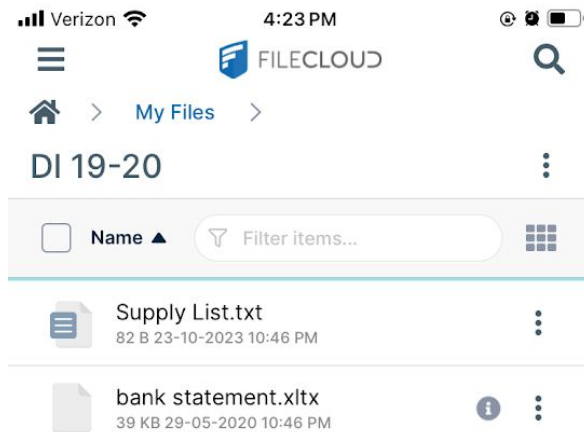 Verizon 4:23 PM
FILECLOUD
My Files
DI 19-20
Name Filter items...
Supply List.txt
82 B 23-10-2023 10:46 PM
bank statement.xltx
39 KB 29-05-2020 10:46 PM